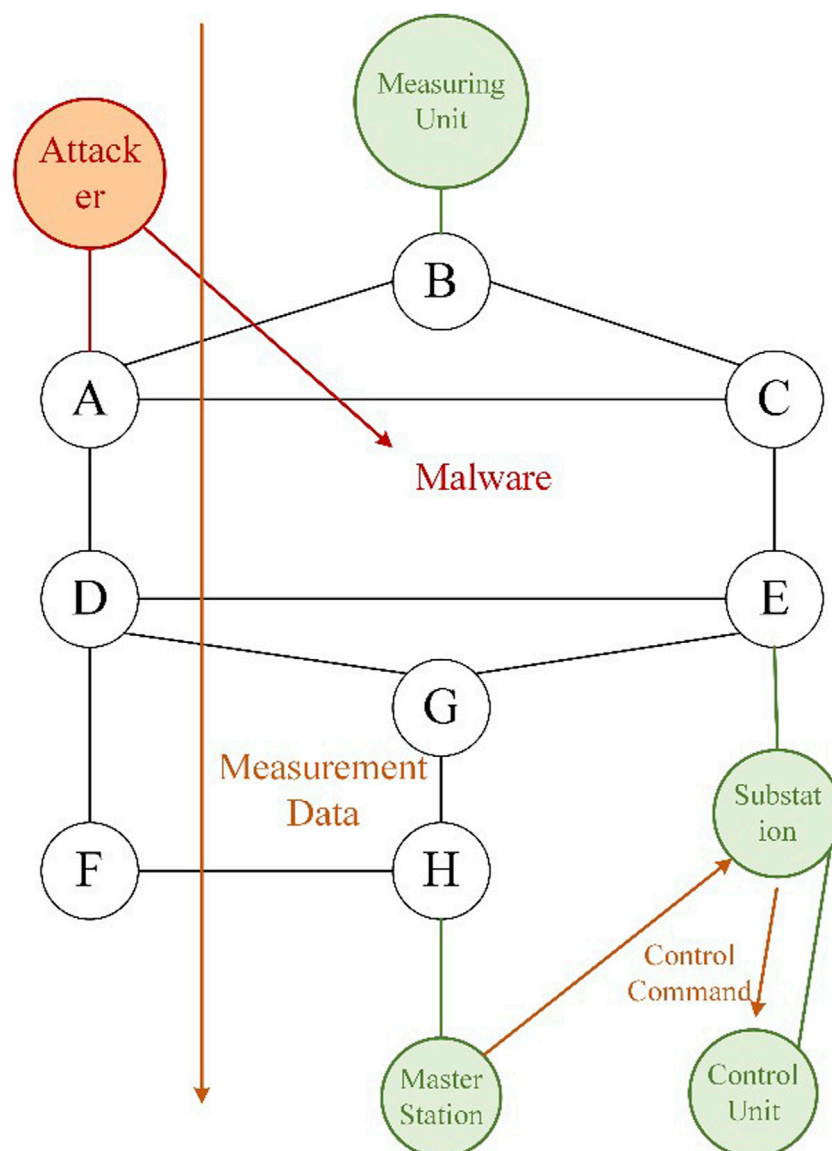 Measuring
Unit
Attack
er
B
A
C
Malware
D
E
G
Measurement
Data
Substat
ion
F
H
Control
Command
Master
Station
Control
Unit